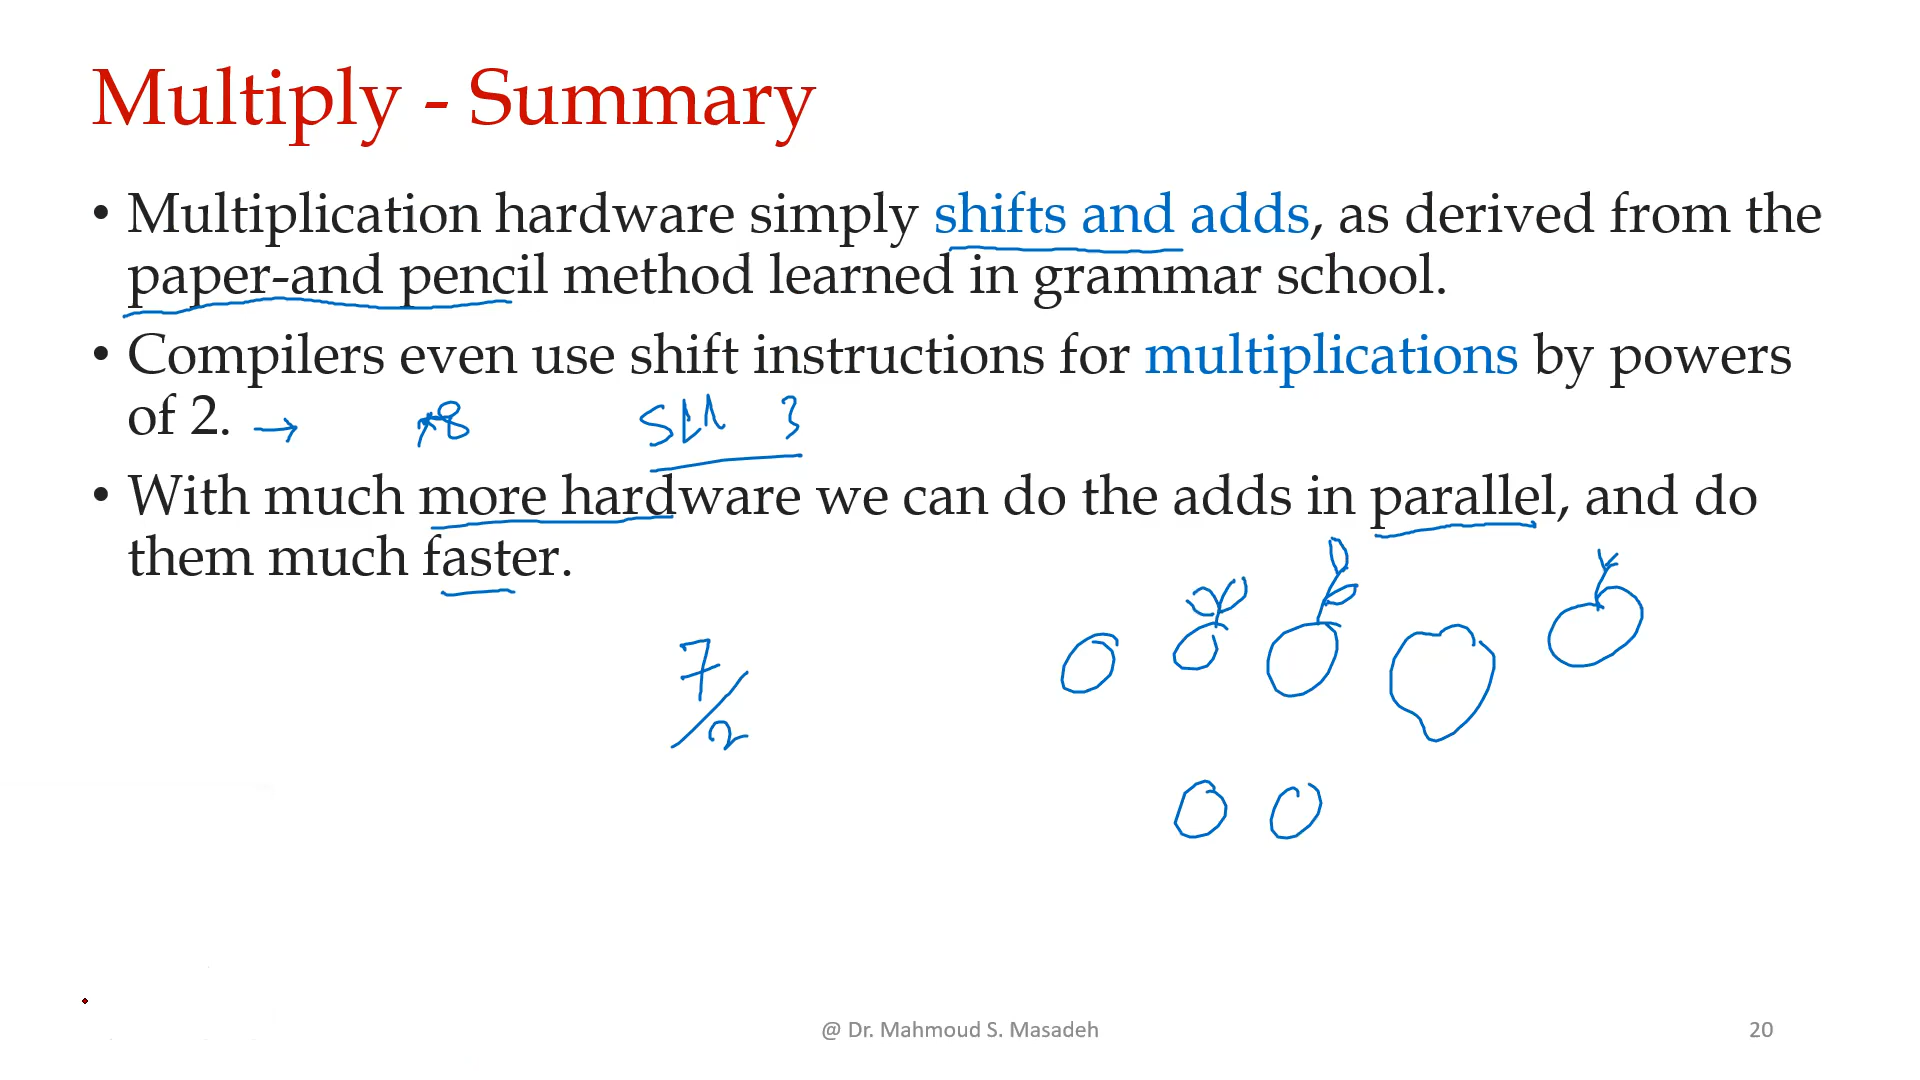 Multiply - Summary
• Multiplication hardware simply shifts and adds, as derived from the
paper-and pencil method learned in grammar school.
• Compilers even use shift instructions for multiplications by powers
of 2. → *8 3
• With much more hardware we can do the adds in parallel, and do
them much faster.
7
/2
@ Dr. Mahmoud S. Masadeh
20